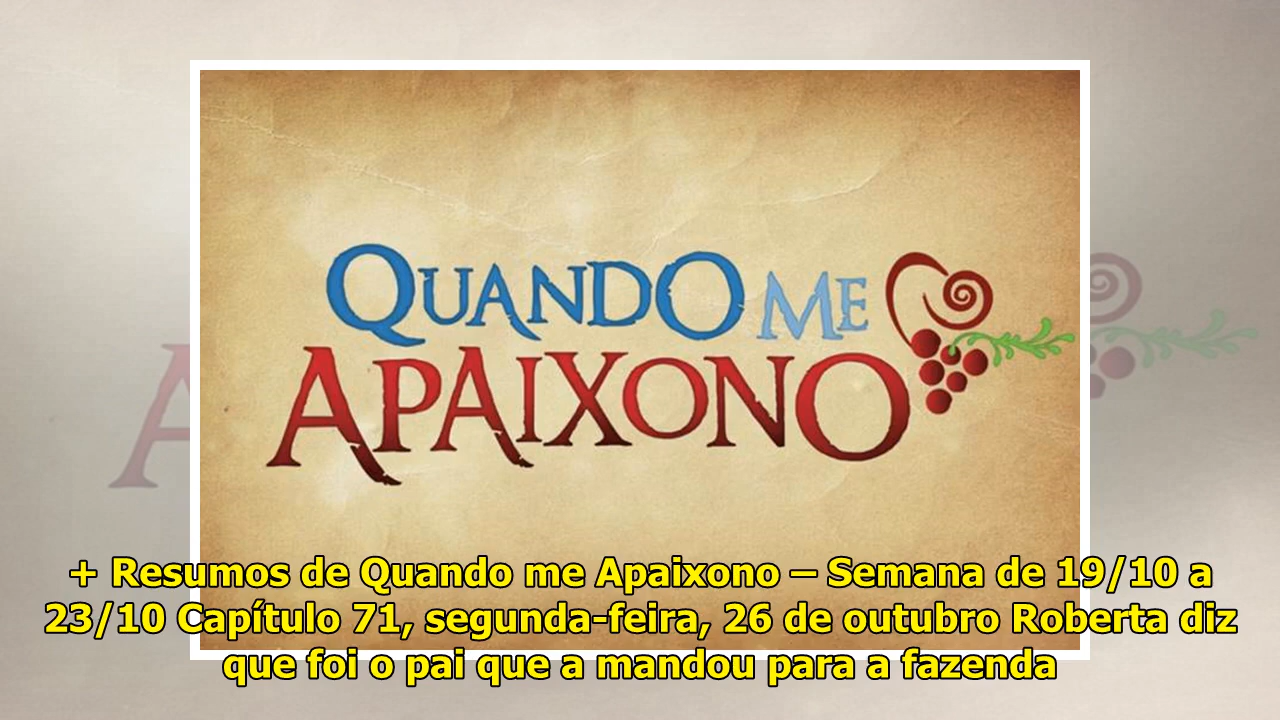 QUANDO ME
APAIXONO
+ Resumos de Quando me Apaixono – Semana de 19/10 a
23/10 Capítulo 71, segunda-feira, 26 de outubro Roberta diz
que foi o pai que a mandou para a fazenda